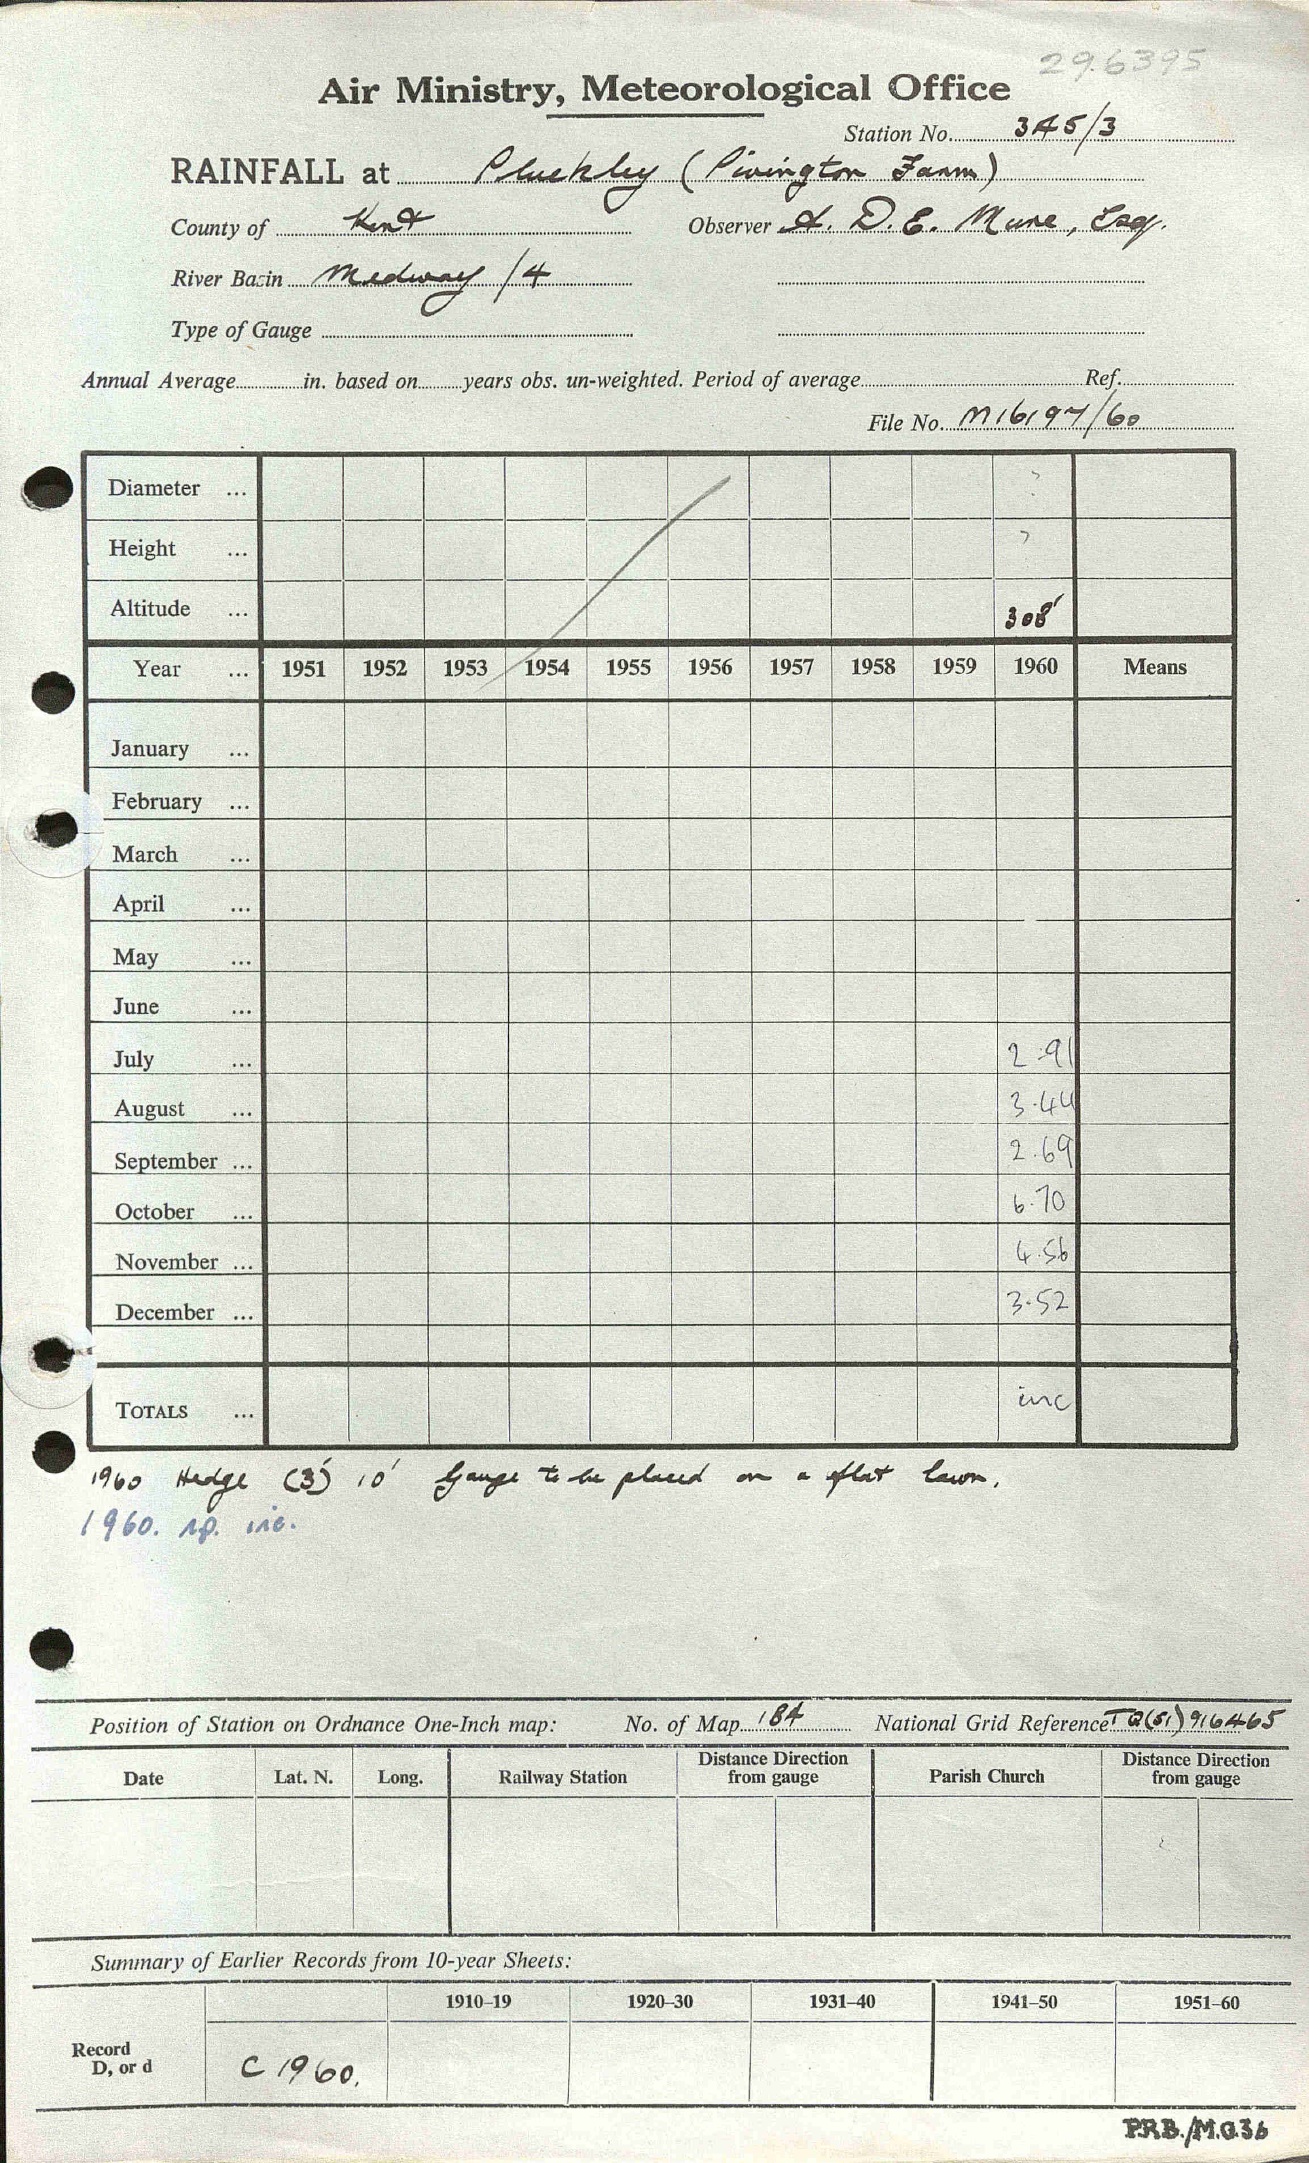 29.6395
Air Ministry, Meteorological Office
Station No. 345/3
RAINFALL at Pluckley (Pivington Farm)
County of Kent Observer A. D. E. Mure, Esq.
River Basin Medway /4
Type of Gauge
Annual Average in. based on years obs. un-weighted. Period of average Ref.
File No. M16197/60
Diameter ... ?
Height ... ?
Altitude ... 308'
Year ... 1951 1952 1953 1954 1955 1956 1957 1958 1959 1960 Means
January ...
February ...
March ...
April ...
May ...
June ...
July ... 2.91
August ... 3.44
September ... 2.69
October ... 6.70
November ... 4.56
December ... 3.52
TOTALS ... inc
1960 Hedge (3') 10' Gauge to be placed on a flat lawn.
1960. np. inc.
Position of Station on Ordnance One-Inch map: No. of Map 184 National Grid Reference TQ(51)916465
Date Lat. N. Long. Railway Station Distance Direction from gauge Parish Church Distance Direction from gauge
Summary of Earlier Records from 10-year Sheets:
1910–19 1920–30 1931–40 1941–50 1951–60
Record D, or d C 1960.
P.R.B./M.O.36